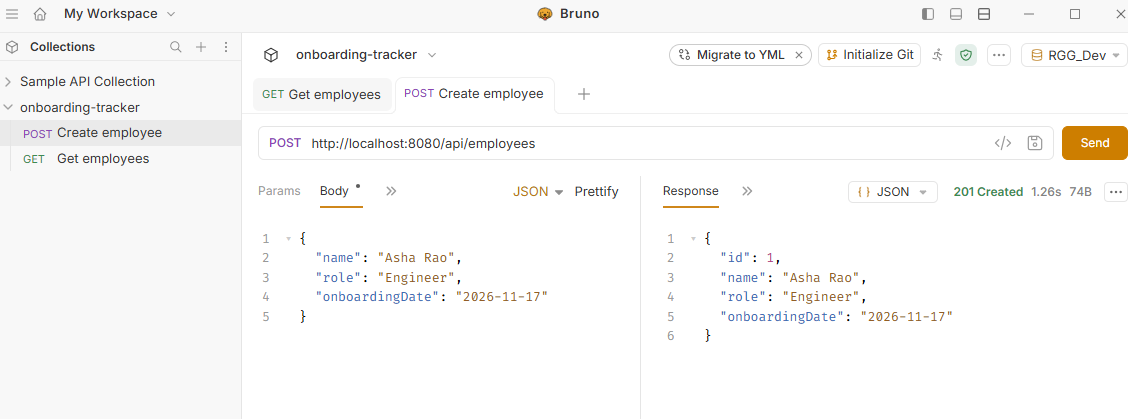 My Workspace
Bruno
Collections
Sample API Collection
onboarding-tracker
POST Create employee
GET Get employees
onboarding-tracker
Migrate to YML
Initialize Git
RGG_Dev
GET Get employees
POST Create employee
POST http://localhost:8080/api/employees
Send
Params Body JSON Prettify
1 {
2 "name": "Asha Rao",
3 "role": "Engineer",
4 "onboardingDate": "2026-11-17"
5 }
Response { } JSON 201 Created 1.26s 74B
1 {
2 "id": 1,
3 "name": "Asha Rao",
4 "role": "Engineer",
5 "onboardingDate": "2026-11-17"
6 }